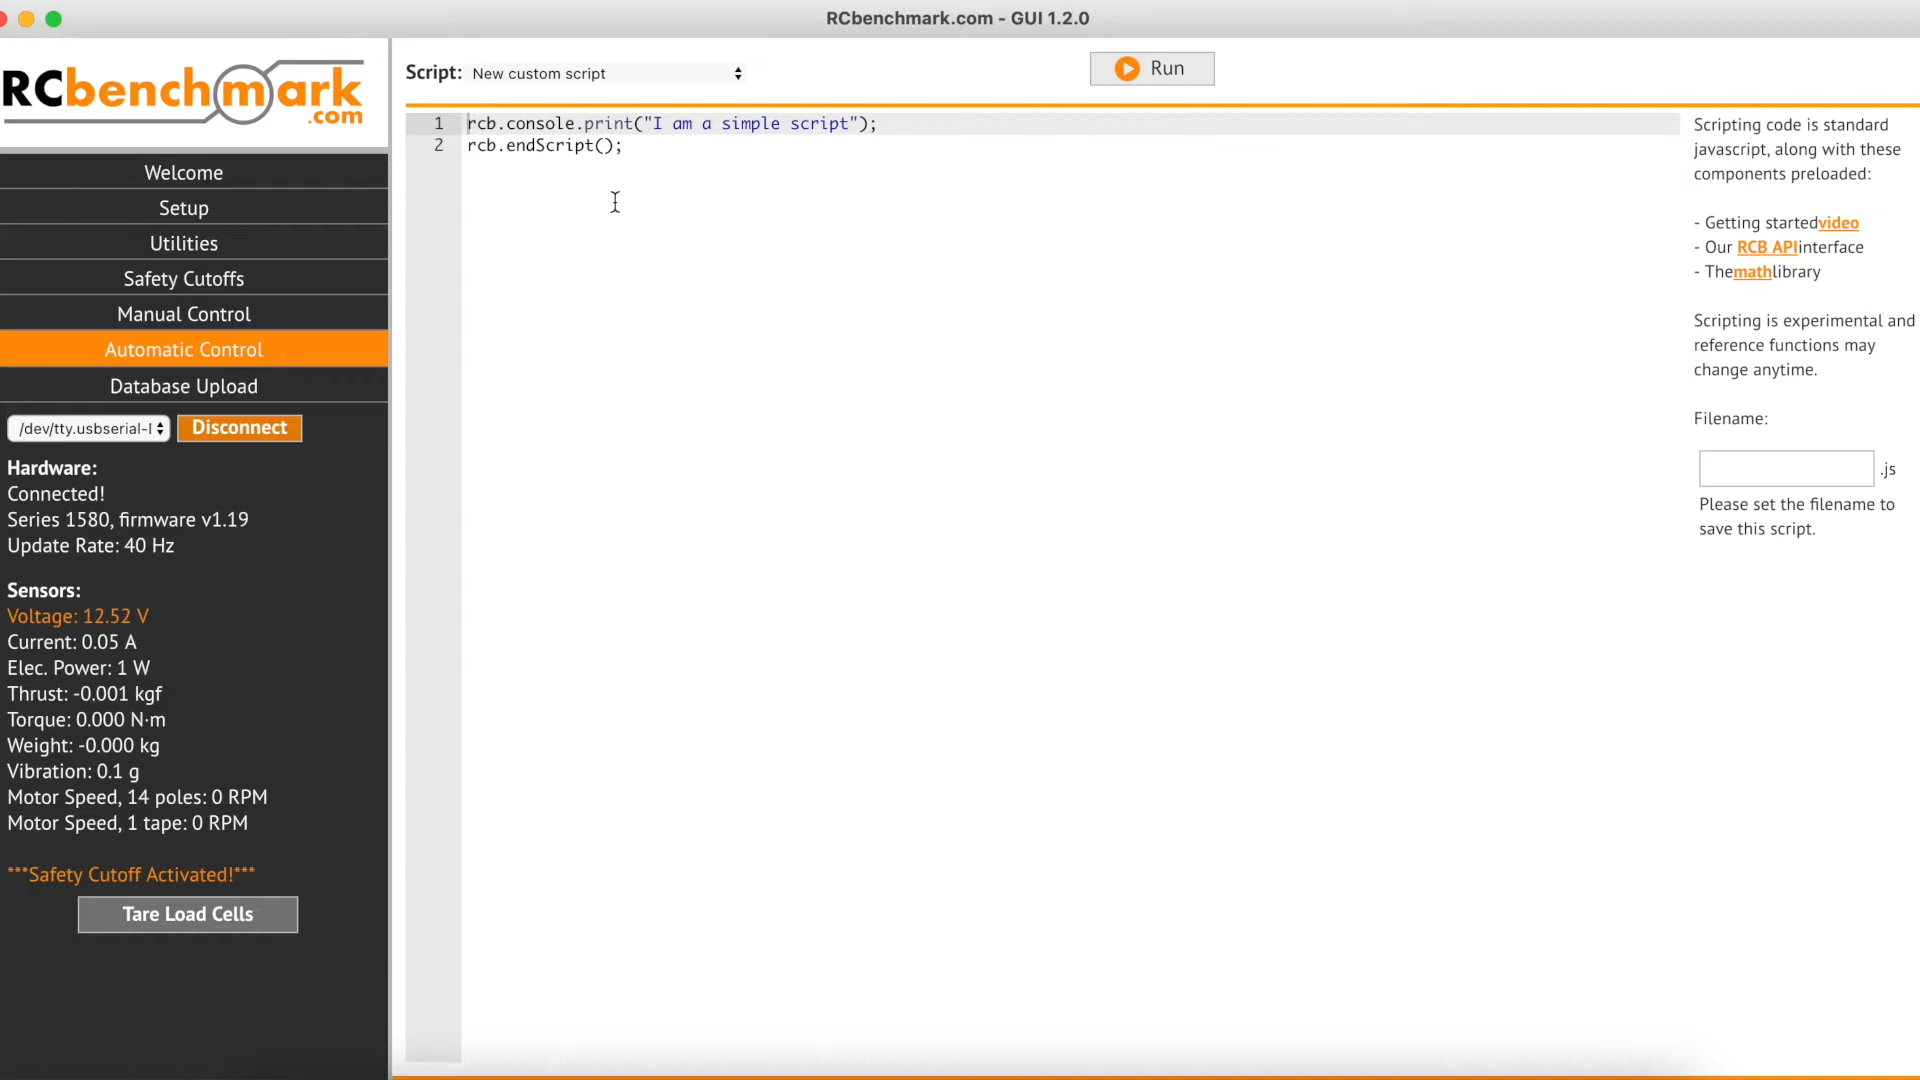 RCbenchmark.com - GUI 1.2.0
RCbenchmark
.com
Welcome
Setup
Utilities
Safety Cutoffs
Manual Control
Automatic Control
Database Upload
/dev/tty.usbserial-
Disconnect
Hardware:
Connected!
Series 1580, firmware v1.19
Update Rate: 40 Hz
Sensors:
Voltage: 12.52 V
Current: 0.05 A
Elec. Power: 1 W
Thrust: -0.001 kgf
Torque: 0.000 N·m
Weight: -0.000 kg
Vibration: 0.1 g
Motor Speed, 14 poles: 0 RPM
Motor Speed, 1 tape: 0 RPM
***Safety Cutoff Activated!***
Tare Load Cells
Script: New custom script
Run
1 rcb.console.print("I am a simple script");
2 rcb.endScript();
Scripting code is standard
javascript, along with these
components preloaded:
- Getting startedvideo
- Our RCB APIinterface
- Themathlibrary
Scripting is experimental and
reference functions may
change anytime.
Filename:
.js
Please set the filename to
save this script.